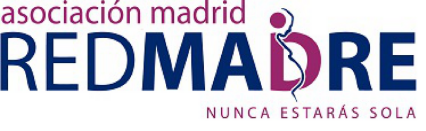 asociación madrid
REDMADRE
NUNCA ESTARÁS SOLA